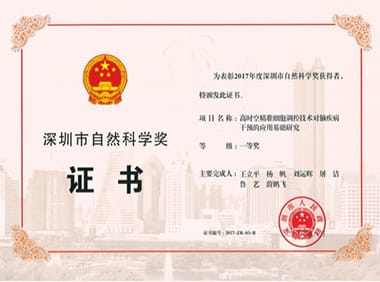 深圳市自然科学奖
证 书
为表彰2017年度深圳市自然科学奖获得者，
特颁发此证书。
项 目 名 称： 高时空精准细胞调控技术对脑疾病
干预的应用基础研究
等 级： 一等奖
主要完成人： 王立平 杨 帆 刘运辉 屠 洁
鲁 艺 蔚鹏飞
深圳市人民政府
证书编号：2017-ZR-03-R